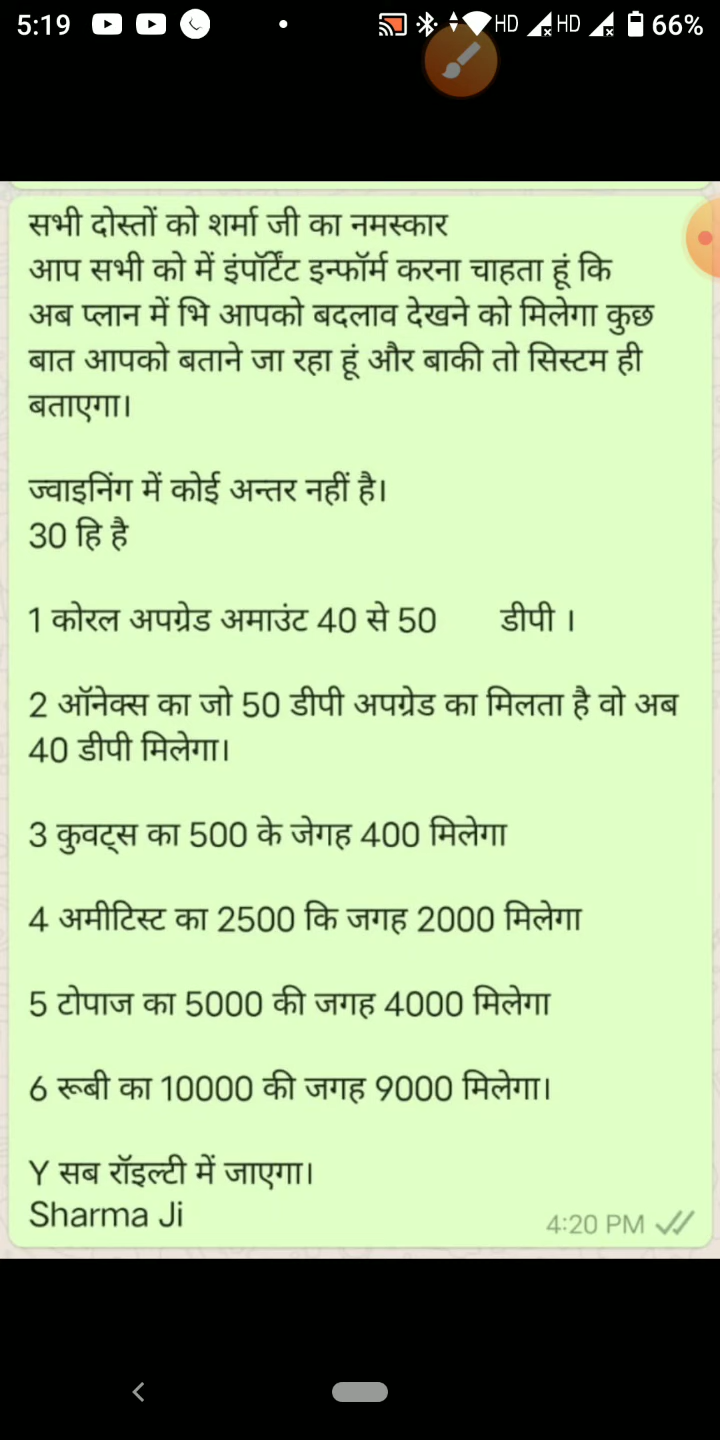 5:19
HD HD 66%
सभी दोस्तों को शर्मा जी का नमस्कार
आप सभी को में इंपॉर्टेंट इन्फॉर्म करना चाहता हूं कि
अब प्लान में भि आपको बदलाव देखने को मिलेगा कुछ
बात आपको बताने जा रहा हूं और बाकी तो सिस्टम ही
बताएगा।
ज्वाइनिंग में कोई अन्तर नहीं है।
30 हि है
1 कोरल अपग्रेड अमाउंट 40 से 50 डीपी ।
2 ऑनेक्स का जो 50 डीपी अपग्रेड का मिलता है वो अब
40 डीपी मिलेगा।
3 कुवट्स का 500 के जेगह 400 मिलेगा
4 अमीटिस्ट का 2500 कि जगह 2000 मिलेगा
5 टोपाज का 5000 की जगह 4000 मिलेगा
6 रूबी का 10000 की जगह 9000 मिलेगा।
Y सब रॉइल्टी में जाएगा।
Sharma Ji
4:20 PM